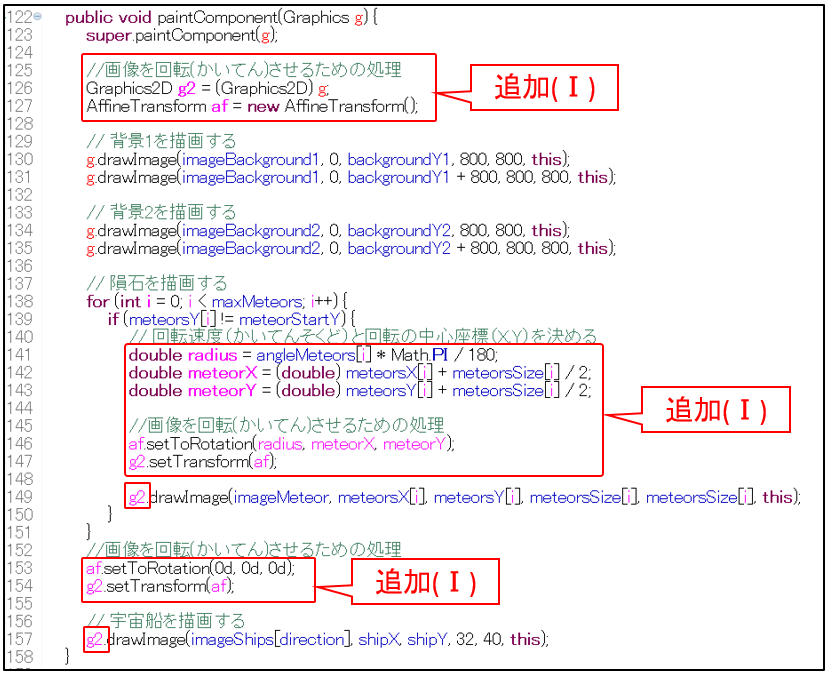 122 public void paintComponent(Graphics g) {
123 super.paintComponent(g);
124
125 //画像を回転(かいてん)させるための処理
126 Graphics2D g2 = (Graphics2D) g;
127 AffineTransform af = new AffineTransform();
追加(Ⅰ)
128
129 // 背景1を描画する
130 g.drawImage(imageBackground1, 0, backgroundY1, 800, 800, this);
131 g.drawImage(imageBackground1, 0, backgroundY1 + 800, 800, 800, this);
132
133 // 背景2を描画する
134 g.drawImage(imageBackground2, 0, backgroundY2, 800, 800, this);
135 g.drawImage(imageBackground2, 0, backgroundY2 + 800, 800, 800, this);
136
137 // 隕石を描画する
138 for (int i = 0; i < maxMeteors; i++) {
139 if (meteorsY[i] != meteorStartY) {
140 // 回転速度(かいてんそくど)と回転の中心座標(X,Y)を決める
141 double radius = angleMeteors[i] * Math.PI / 180;
142 double meteorX = (double) meteorsX[i] + meteorsSize[i] / 2;
143 double meteorY = (double) meteorsY[i] + meteorsSize[i] / 2;
144
追加(Ⅰ)
145 //画像を回転(かいてん)させるための処理
146 af.setToRotation(radius, meteorX, meteorY);
147 g2.setTransform(af);
148
149 g2.drawImage(imageMeteor, meteorsX[i], meteorsY[i], meteorsSize[i], meteorsSize[i], this);
150 }
151 }
152 //画像を回転(かいてん)させるための処理
153 af.setToRotation(0d, 0d, 0d);
154 g2.setTransform(af);
追加(Ⅰ)
155
156 // 宇宙船を描画する
157 g2.drawImage(imageShips[direction], shipX, shipY, 32, 40, this);
158 }